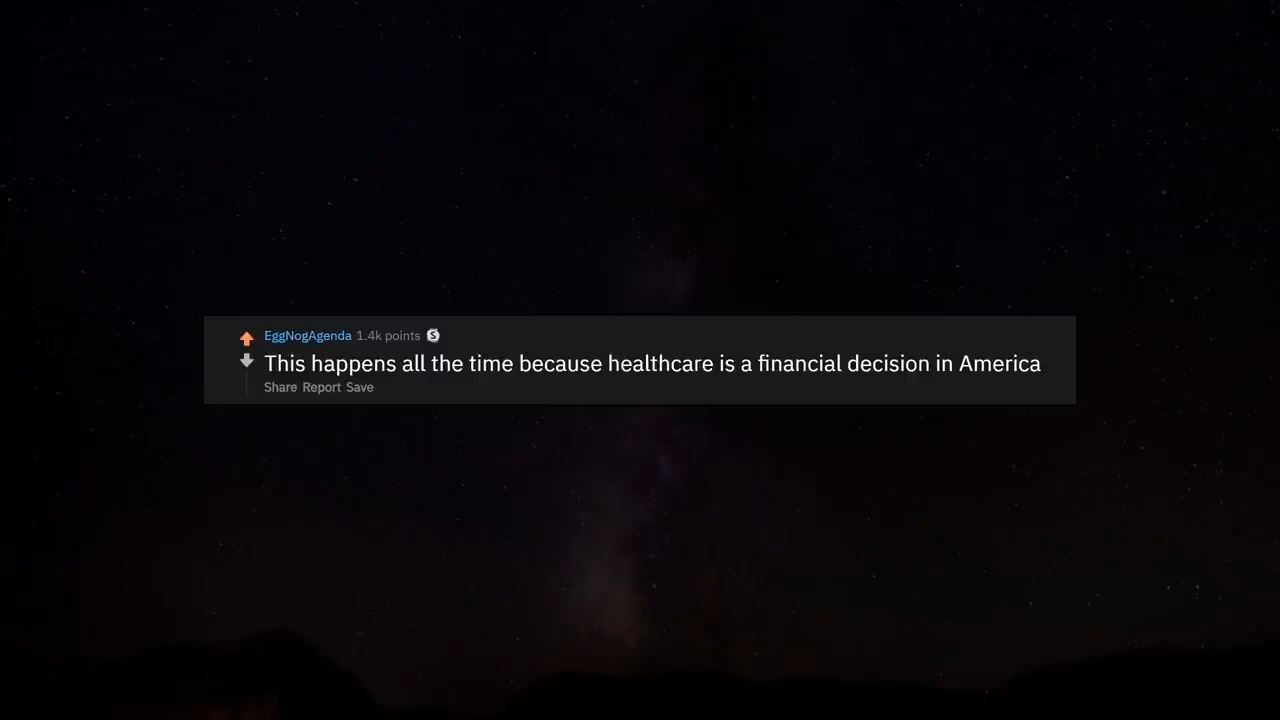 EggNogAgenda 1.4k points S
This happens all the time because healthcare is a financial decision in America
Share Report Save